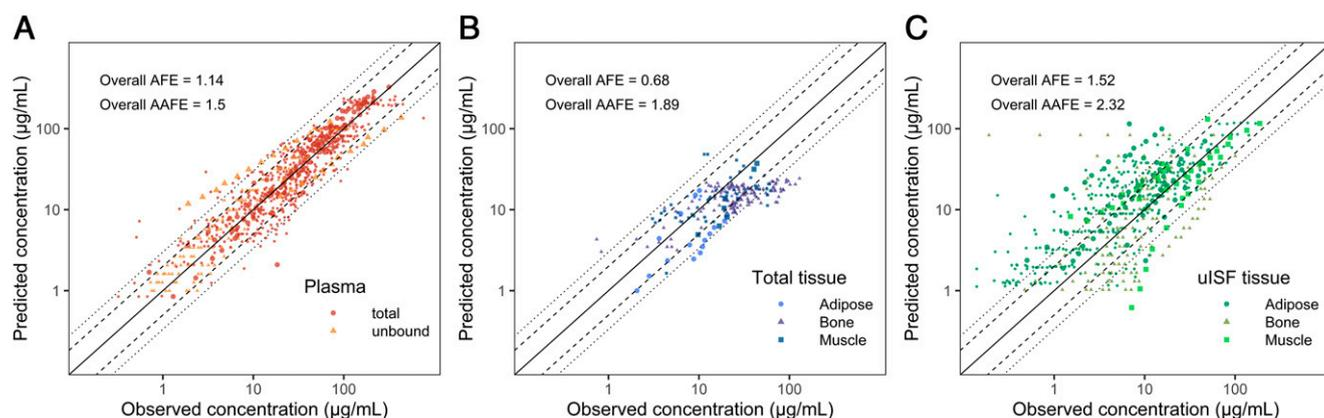 A
Overall AFE = 1.14
Overall AAFE = 1.5
Predicted concentration (µg/mL)
100
10
1
Plasma
total
unbound
1 10 100
Observed concentration (µg/mL)
B
Overall AFE = 0.68
Overall AAFE = 1.89
Predicted concentration (µg/mL)
100
10
1
Total tissue
Adipose
Bone
Muscle
1 10 100
Observed concentration (µg/mL)
C
Overall AFE = 1.52
Overall AAFE = 2.32
Predicted concentration (µg/mL)
100
10
1
uISF tissue
Adipose
Bone
Muscle
1 10 100
Observed concentration (µg/mL)